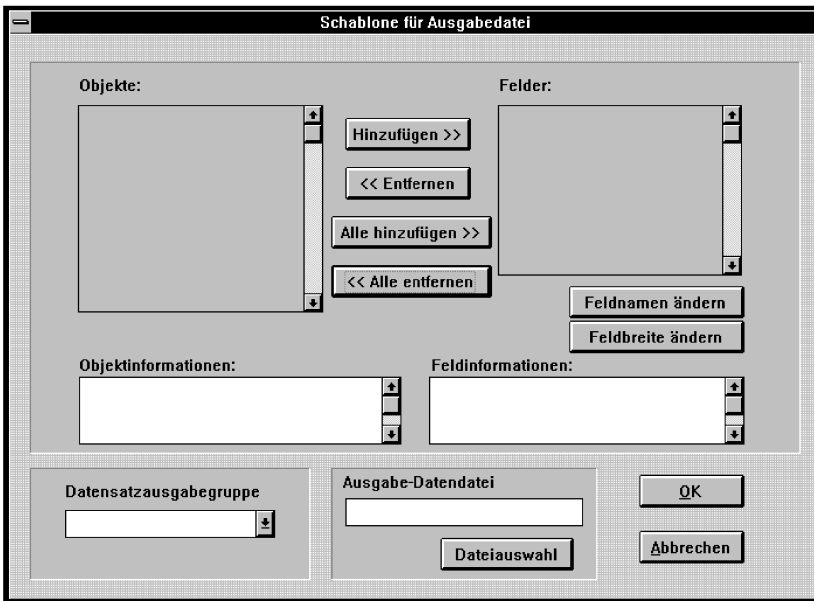 Schablone für Ausgabedatei
Objekte:
Felder:
Hinzufügen >>
<< Entfernen
Alle hinzufügen >>
<< Alle entfernen
Feldnamen ändern
Feldbreite ändern
Objektinformationen:
Feldinformationen:
Datensatzausgabegruppe
Ausgabe-Datendatei
Dateiauswahl
OK
Abbrechen